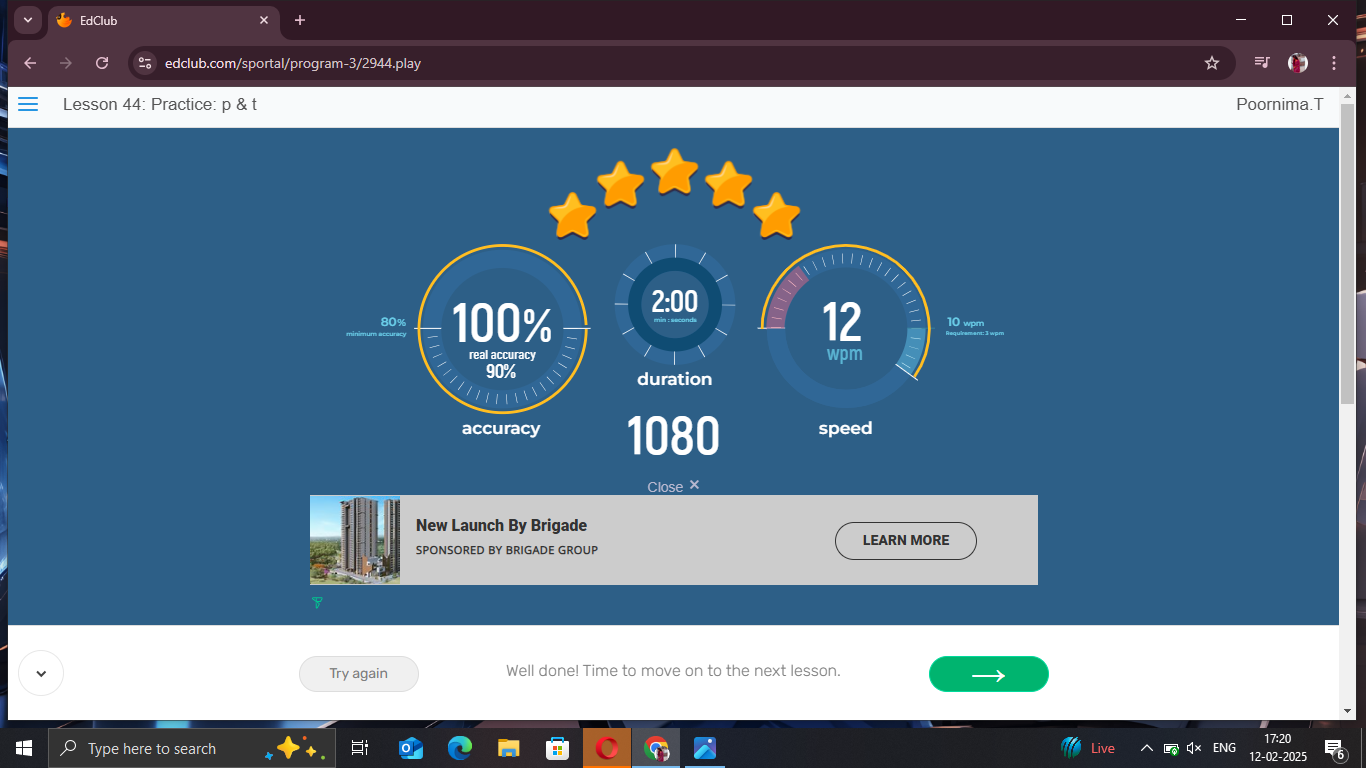 EdClub
edclub.com/sportal/program-3/2944.play
Lesson 44: Practice: p & t
Poornima.T
80%
minimum accuracy
100%
real accuracy
90%
accuracy
2:00
min : seconds
duration
1080
12
wpm
speed
10 wpm
Requirement: 3 wpm
Close ×
New Launch By Brigade
SPONSORED BY BRIGADE GROUP
LEARN MORE
Try again
Well done! Time to move on to the next lesson.
Type here to search
Live
ENG
17:20
12-02-2025
6